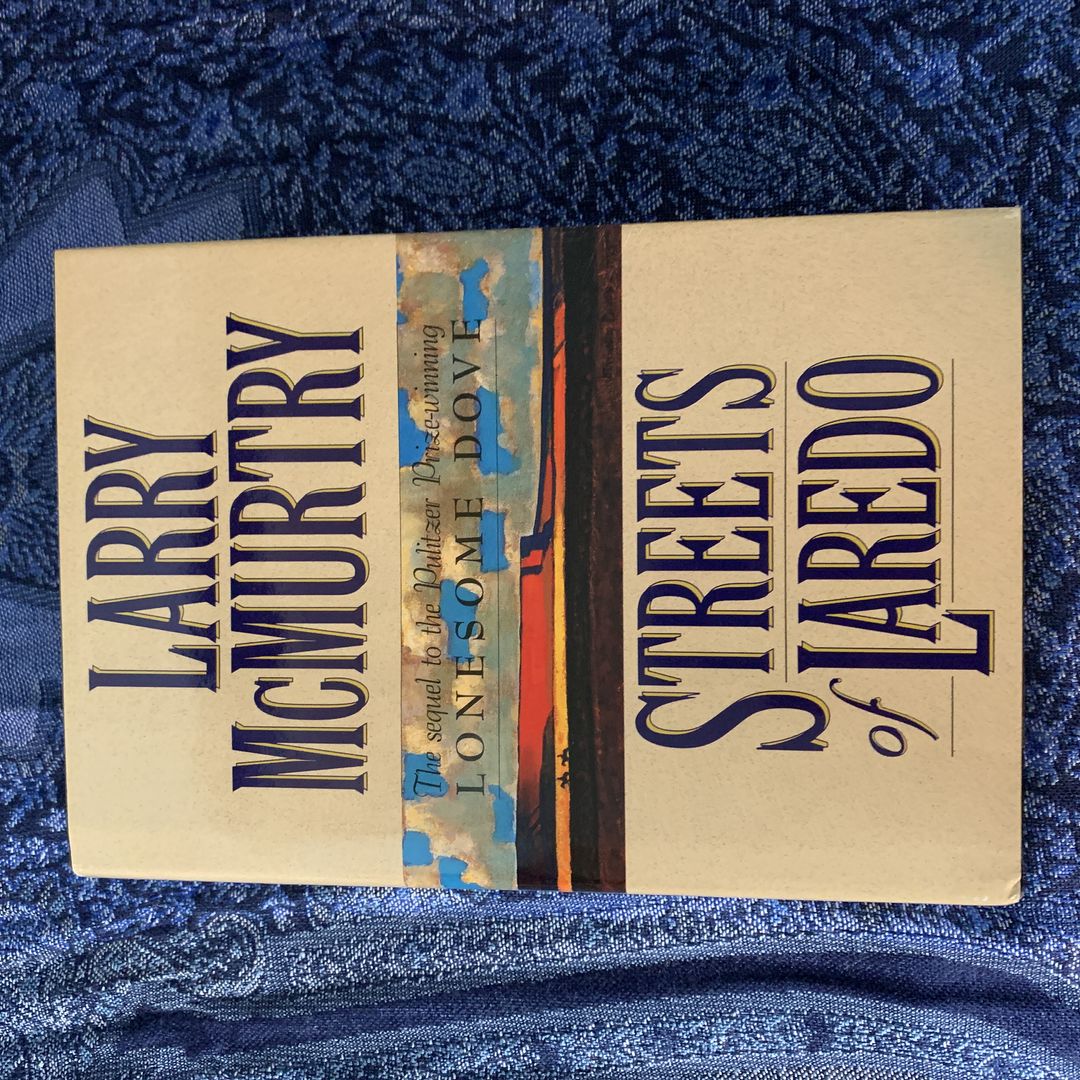 LARRY
MCMURTRY
The sequel to the Pulitzer Prize-winning
LONESOME DOVE
STREETS
of LAREDO